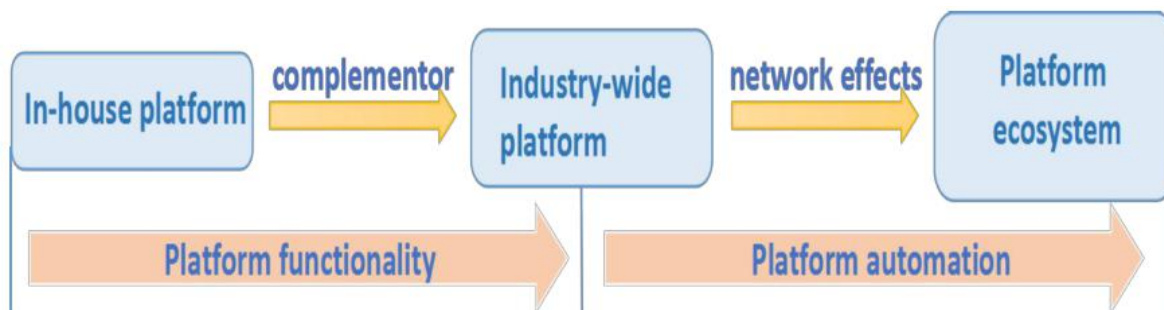 In-house platform
complementor
Industry-wide
platform
network effects
Platform
ecosystem
Platform functionality
Platform automation